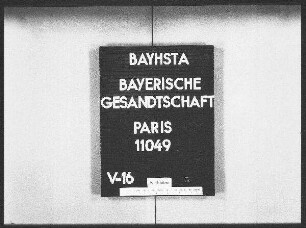 BAYHSTA
BAYERISCHE
GESANDTSCHAFT
PARIS
11049
V-16